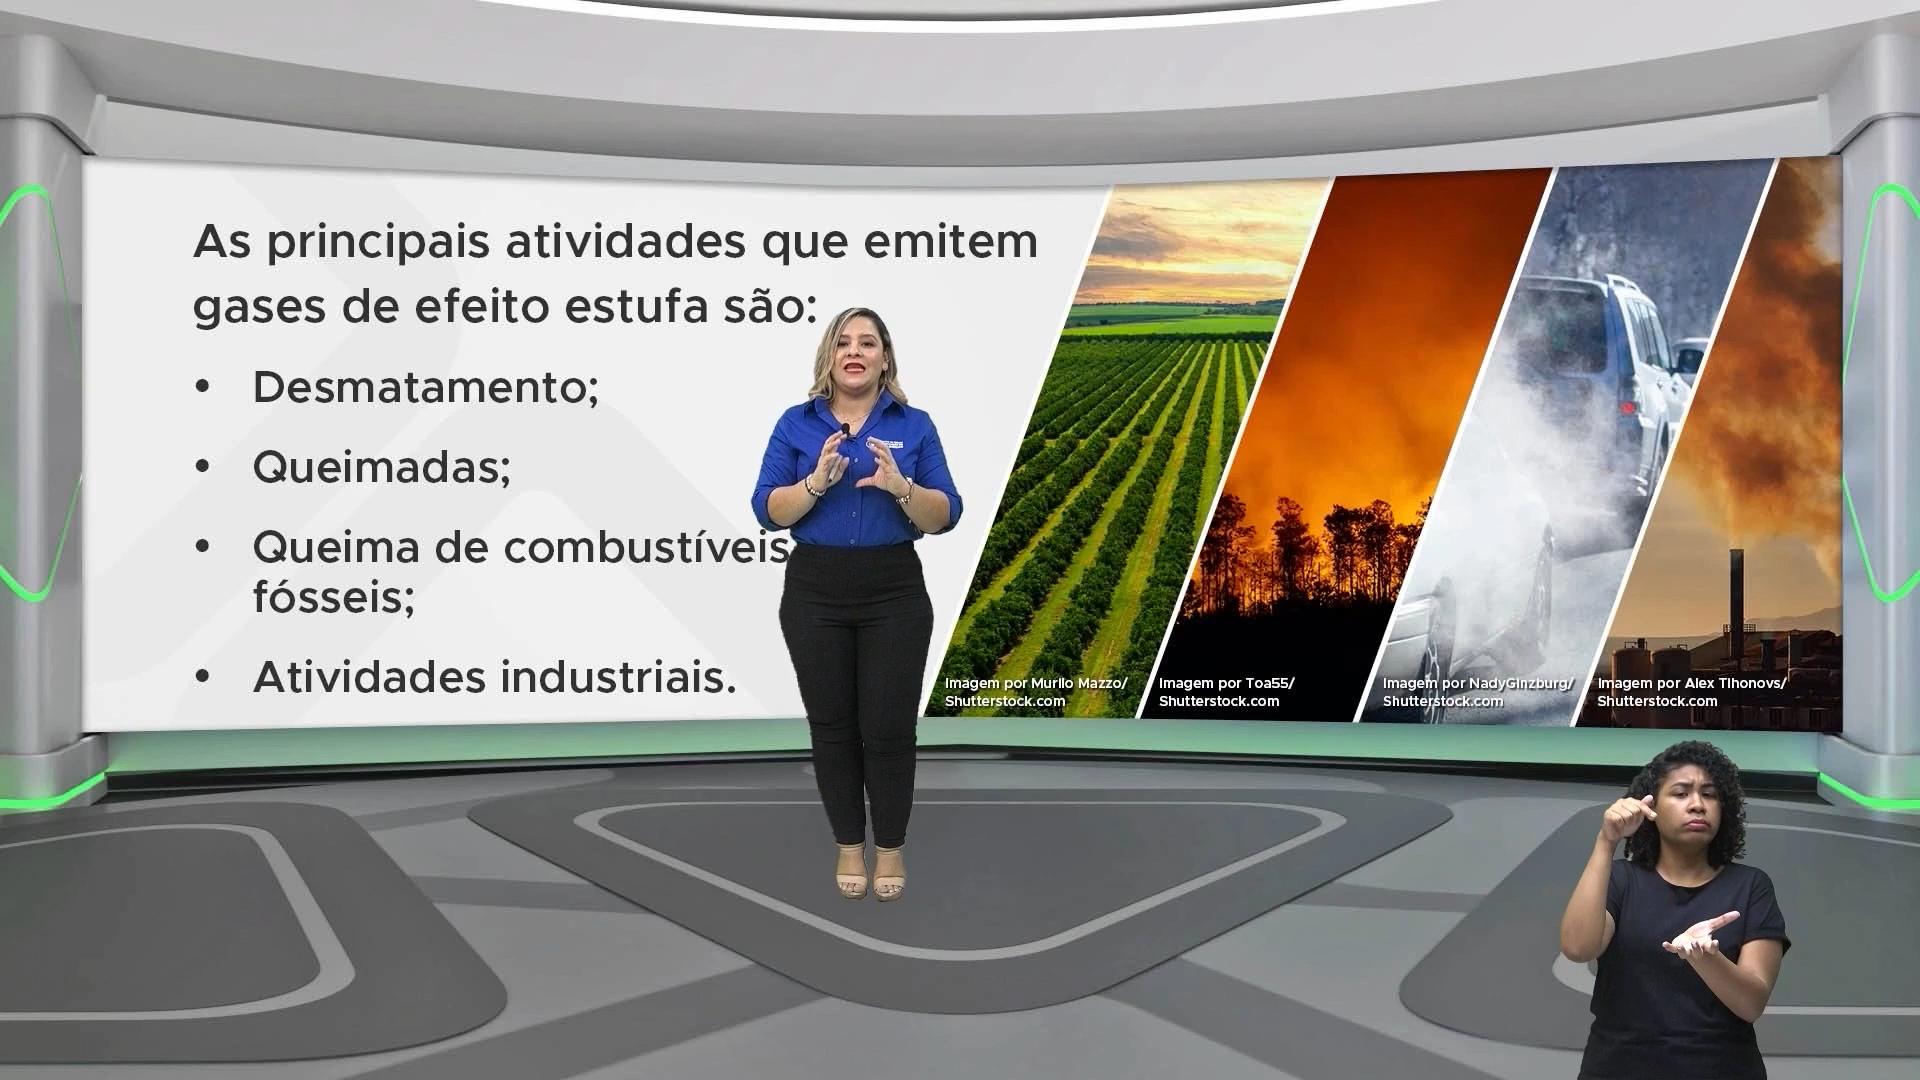 As principais atividades que emitem
gases de efeito estufa são:
• Desmatamento;
• Queimadas;
• Queima de combustíveis
fósseis;
• Atividades industriais.
Imagem por Murilo Mazzo/
Shutterstock.com
Imagem por Toa55/
Shutterstock.com
Imagem por NadyGinzburg/
Shutterstock.com
Imagem por Alex Tihonovs/
Shutterstock.com